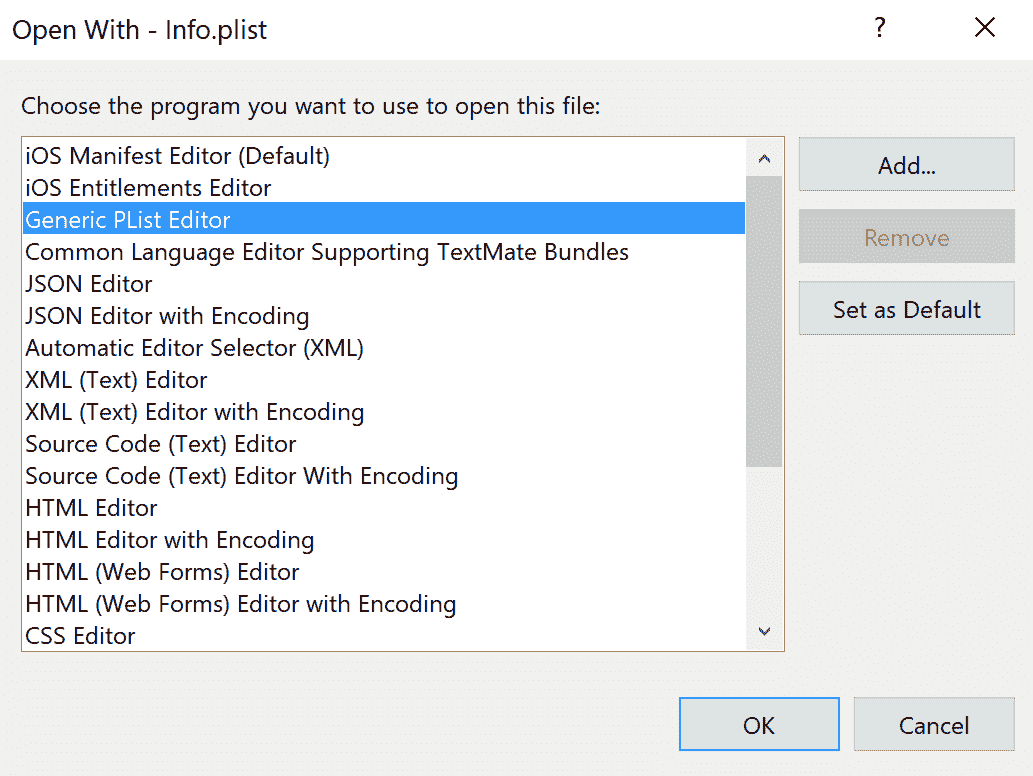 Open With - Info.plist
?
Choose the program you want to use to open this file:
iOS Manifest Editor (Default)
iOS Entitlements Editor
Generic PList Editor
Common Language Editor Supporting TextMate Bundles
JSON Editor
JSON Editor with Encoding
Automatic Editor Selector (XML)
XML (Text) Editor
XML (Text) Editor with Encoding
Source Code (Text) Editor
Source Code (Text) Editor With Encoding
HTML Editor
HTML Editor with Encoding
HTML (Web Forms) Editor
HTML (Web Forms) Editor with Encoding
CSS Editor
Add...
Remove
Set as Default
OK
Cancel